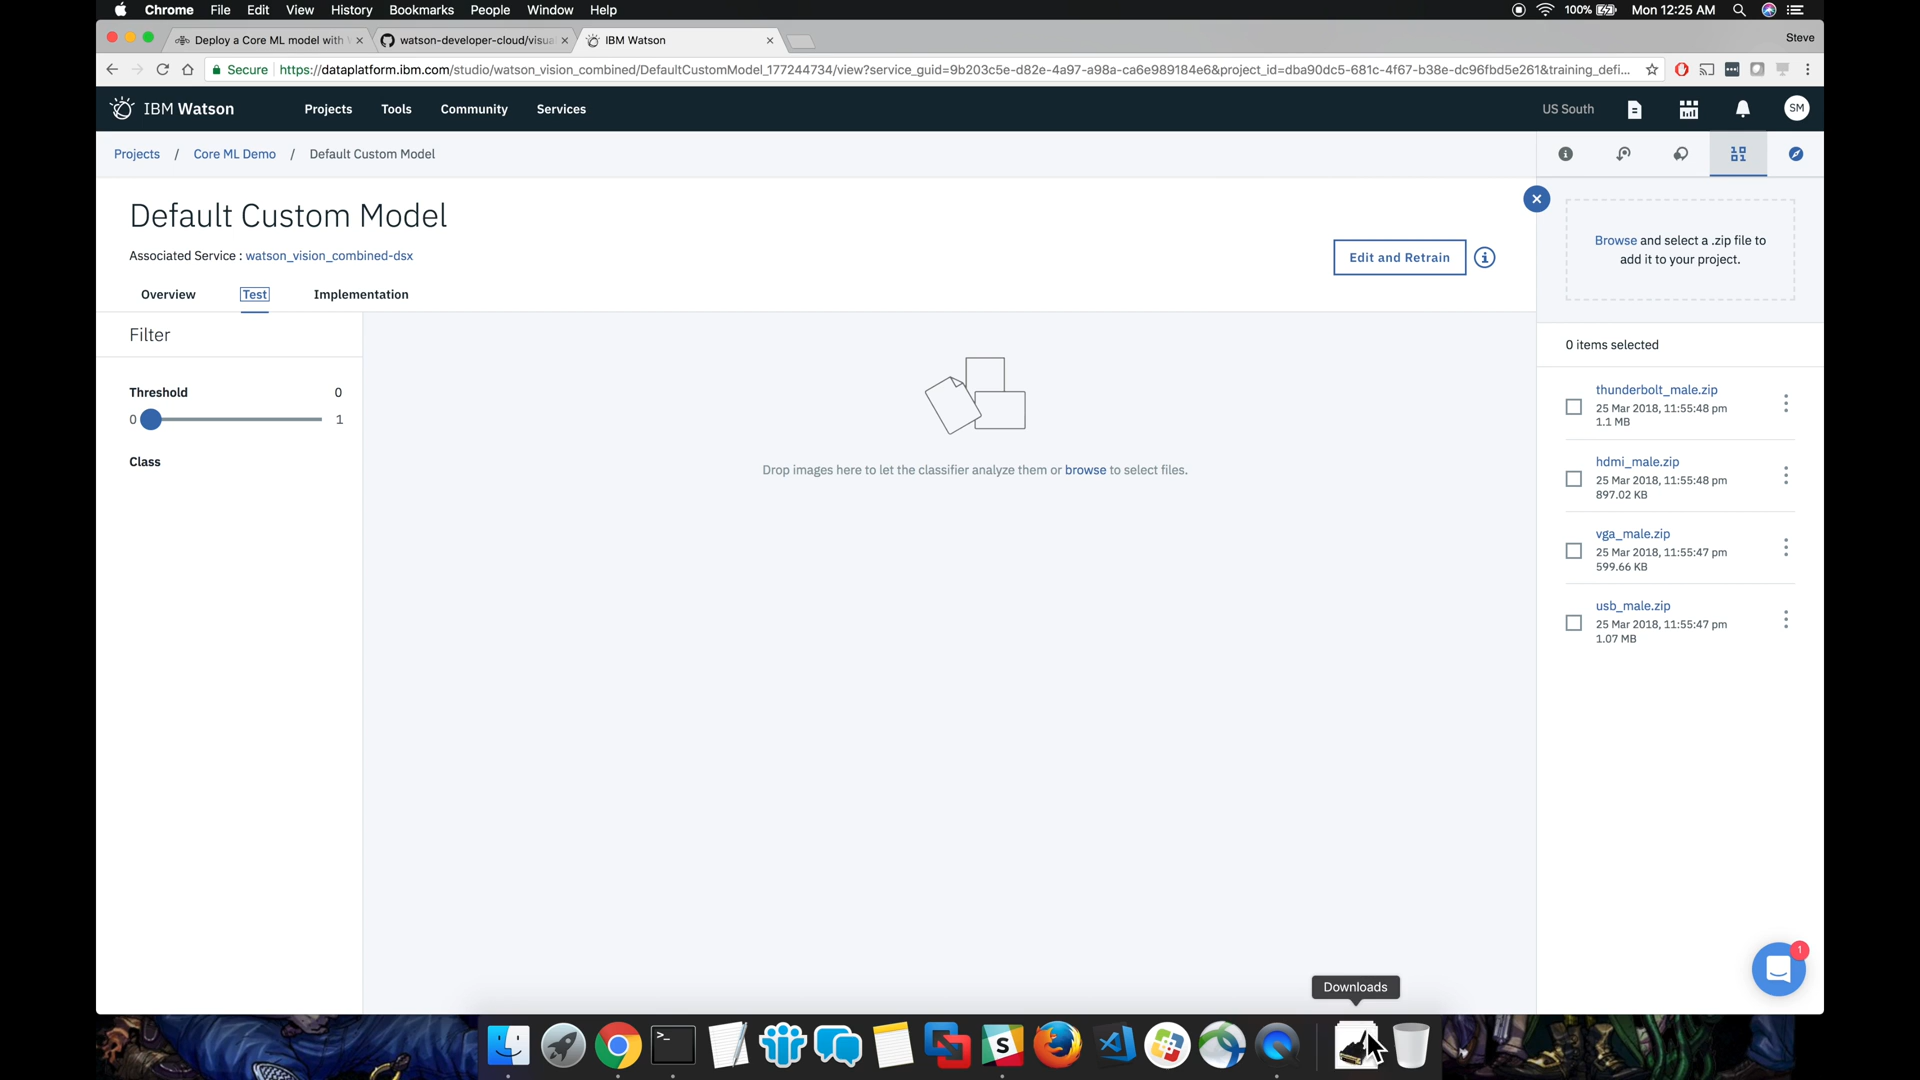 Chrome File Edit View History Bookmarks People Window Help
100% Mon 12:25 AM
Deploy a Core ML model with
watson-developer-cloud/visua
IBM Watson
Steve
Secure https://dataplatform.ibm.com/studio/watson_vision_combined/DefaultCustomModel_177244734/view?service_guid=9b203c5e-d82e-4a97-a98a-ca6e989184e6&project_id=dba90dc5-681c-4f67-b38e-dc96fbd5e261&training_defi...
IBM Watson Projects Tools Community Services US South SM
Projects / Core ML Demo / Default Custom Model
Default Custom Model
Associated Service : watson_vision_combined-dsx
Edit and Retrain
Overview Test Implementation
Filter
Threshold 0
0 1
Class
Drop images here to let the classifier analyze them or browse to select files.
Browse and select a .zip file to
add it to your project.
0 items selected
thunderbolt_male.zip
25 Mar 2018, 11:55:48 pm
1.1 MB
hdmi_male.zip
25 Mar 2018, 11:55:48 pm
897.02 KB
vga_male.zip
25 Mar 2018, 11:55:47 pm
599.66 KB
usb_male.zip
25 Mar 2018, 11:55:47 pm
1.07 MB
1
Downloads
S